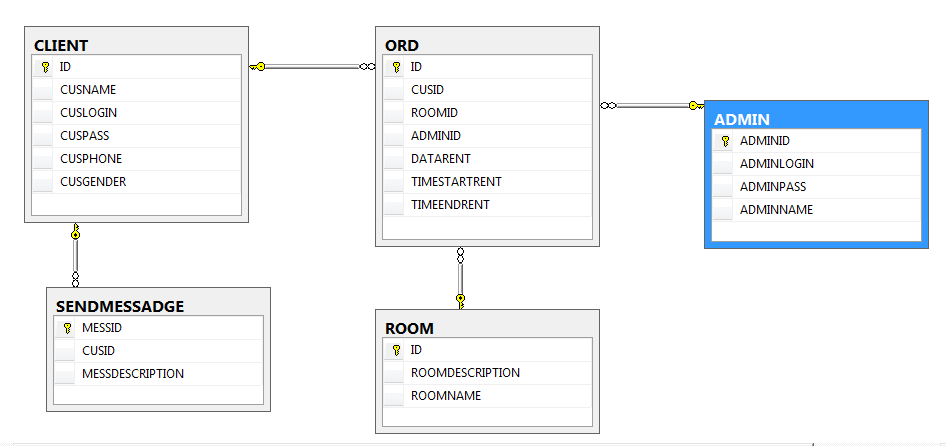 CLIENT
ID
CUSNAME
CUSLOGIN
CUSPASS
CUSPHONE
CUSGENDER
ORD
ID
CUSID
ROOMID
ADMINID
DATARENT
TIMESTARTRENT
TIMEENDRENT
ADMIN
ADMINID
ADMINLOGIN
ADMINPASS
ADMINNAME
SENDMESSADGE
MESSID
CUSID
MESSDESCRIPTION
ROOM
ID
ROOMDESCRIPTION
ROOMNAME